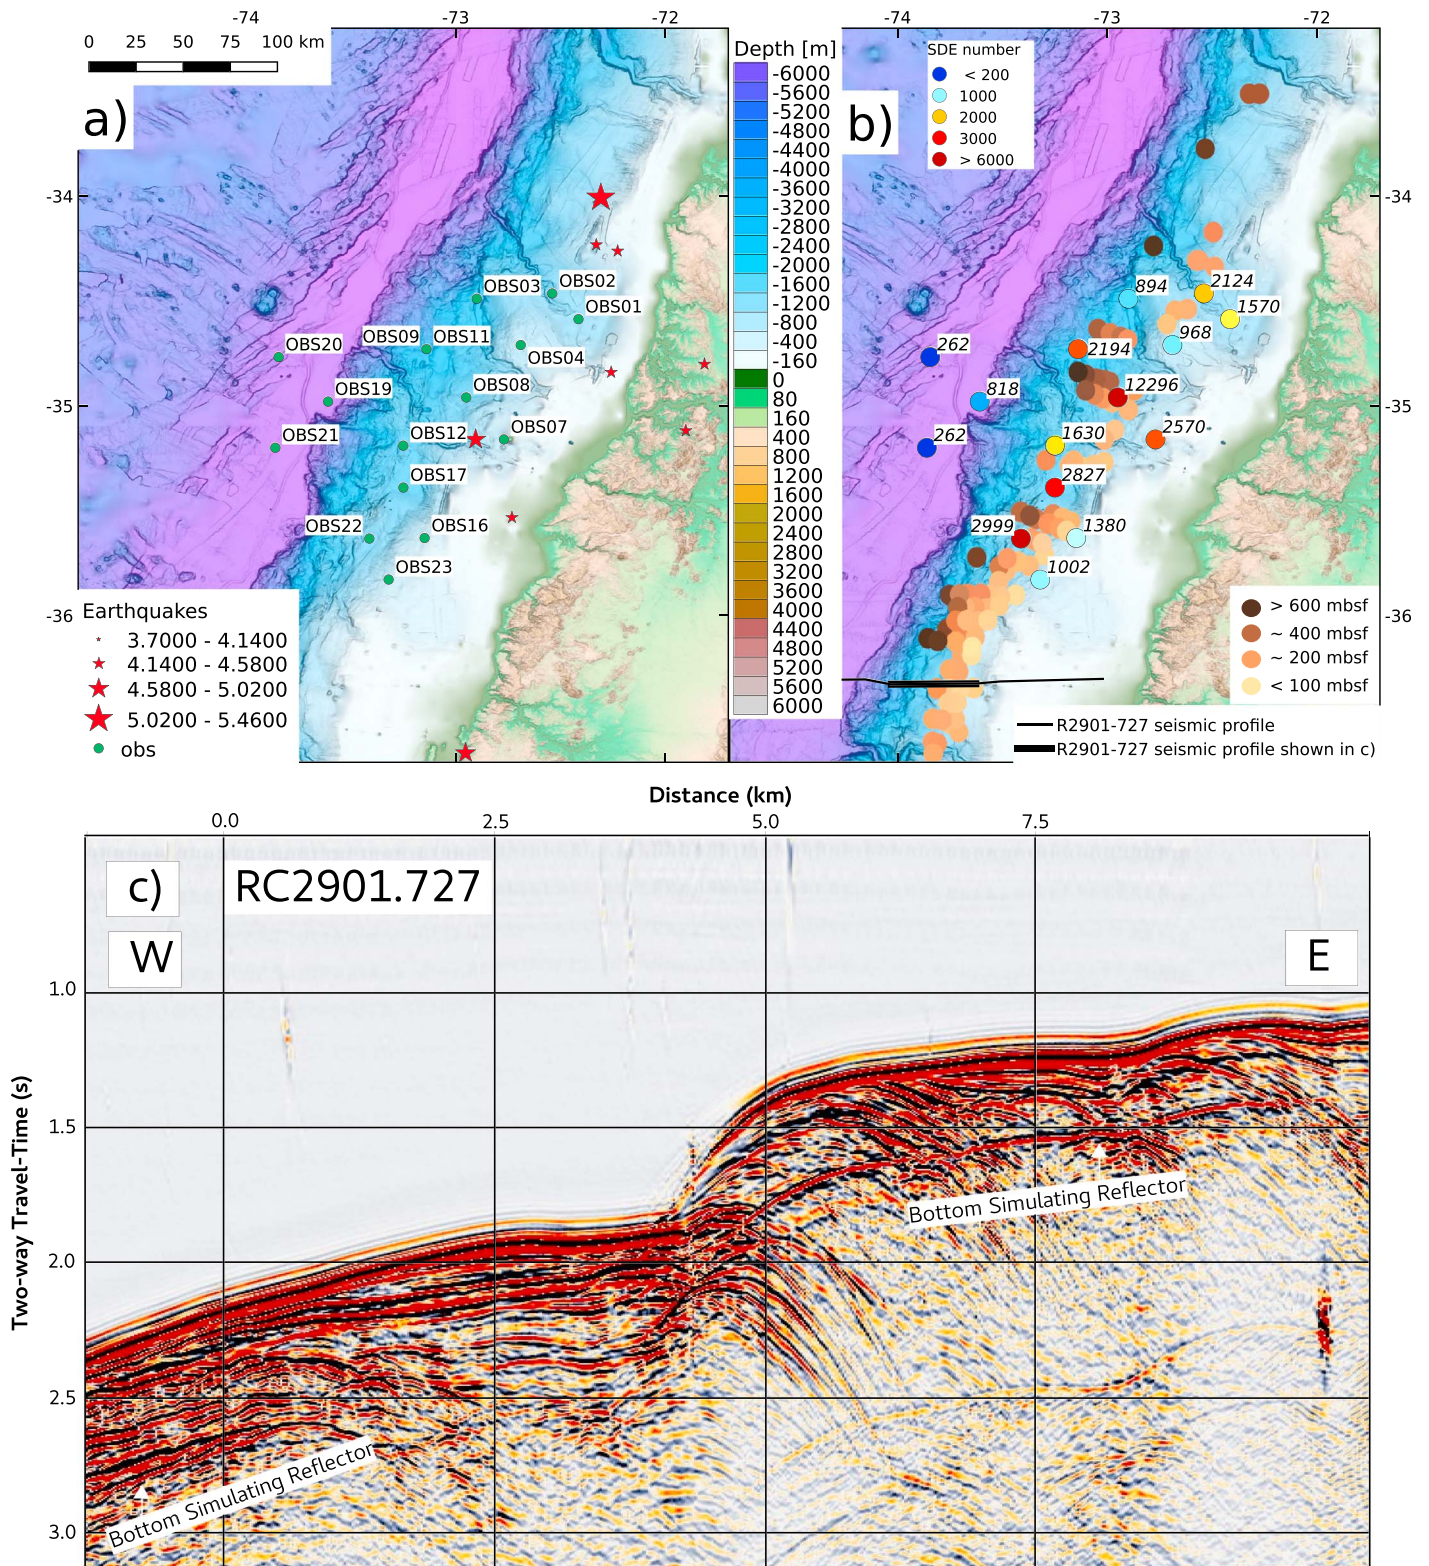 -74
-73
-72
0 25 50 75 100 km
a)
-34
-35
-36
OBS03
OBS02
OBS01
OBS20
OBS09
OBS11
OBS04
OBS19
OBS08
OBS21
OBS12
OBS07
OBS17
OBS22
OBS16
OBS23
Earthquakes
3.7000 - 4.1400
4.1400 - 4.5800
4.5800 - 5.0200
5.0200 - 5.4600
obs
Depth [m]
-6000
-5600
-5200
-4800
-4400
-4000
-3600
-3200
-2800
-2400
-2000
-1600
-1200
-800
-400
-160
0
80
160
400
800
1200
1600
2000
2400
2800
3200
3600
4000
4400
4800
5200
5600
6000
-74
-73
-72
b)
SDE number
< 200
1000
2000
3000
> 6000
-34
-35
-36
894
2124
1570
968
262
2194
818
12296
262
1630
2570
2827
2999
1380
1002
> 600 mbsf
~ 400 mbsf
~ 200 mbsf
< 100 mbsf
R2901-727 seismic profile
R2901-727 seismic profile shown in c)
Distance (km)
0.0 2.5 5.0 7.5
c)
RC2901.727
W
E
Two-way Travel-Time (s)
1.0
1.5
2.0
2.5
3.0
Bottom Simulating Reflector
Bottom Simulating Reflector